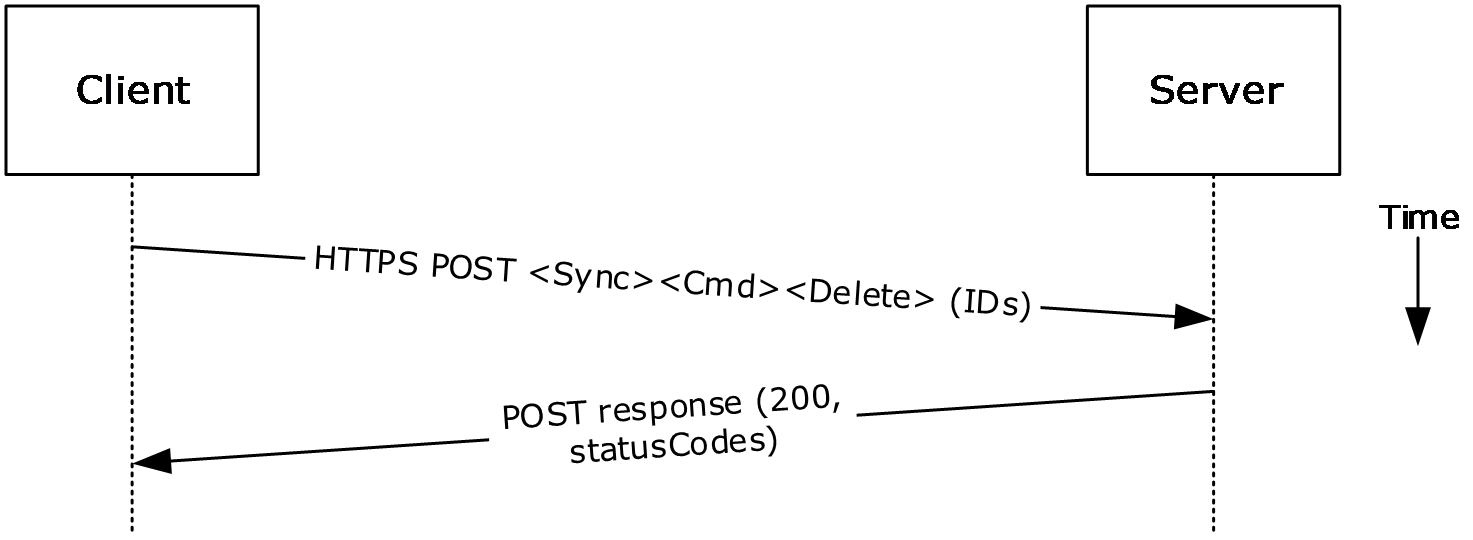 Client
Server
Time
HTTPS POST <Sync><Cmd><Delete> (IDs)
POST response (200,
statusCodes)